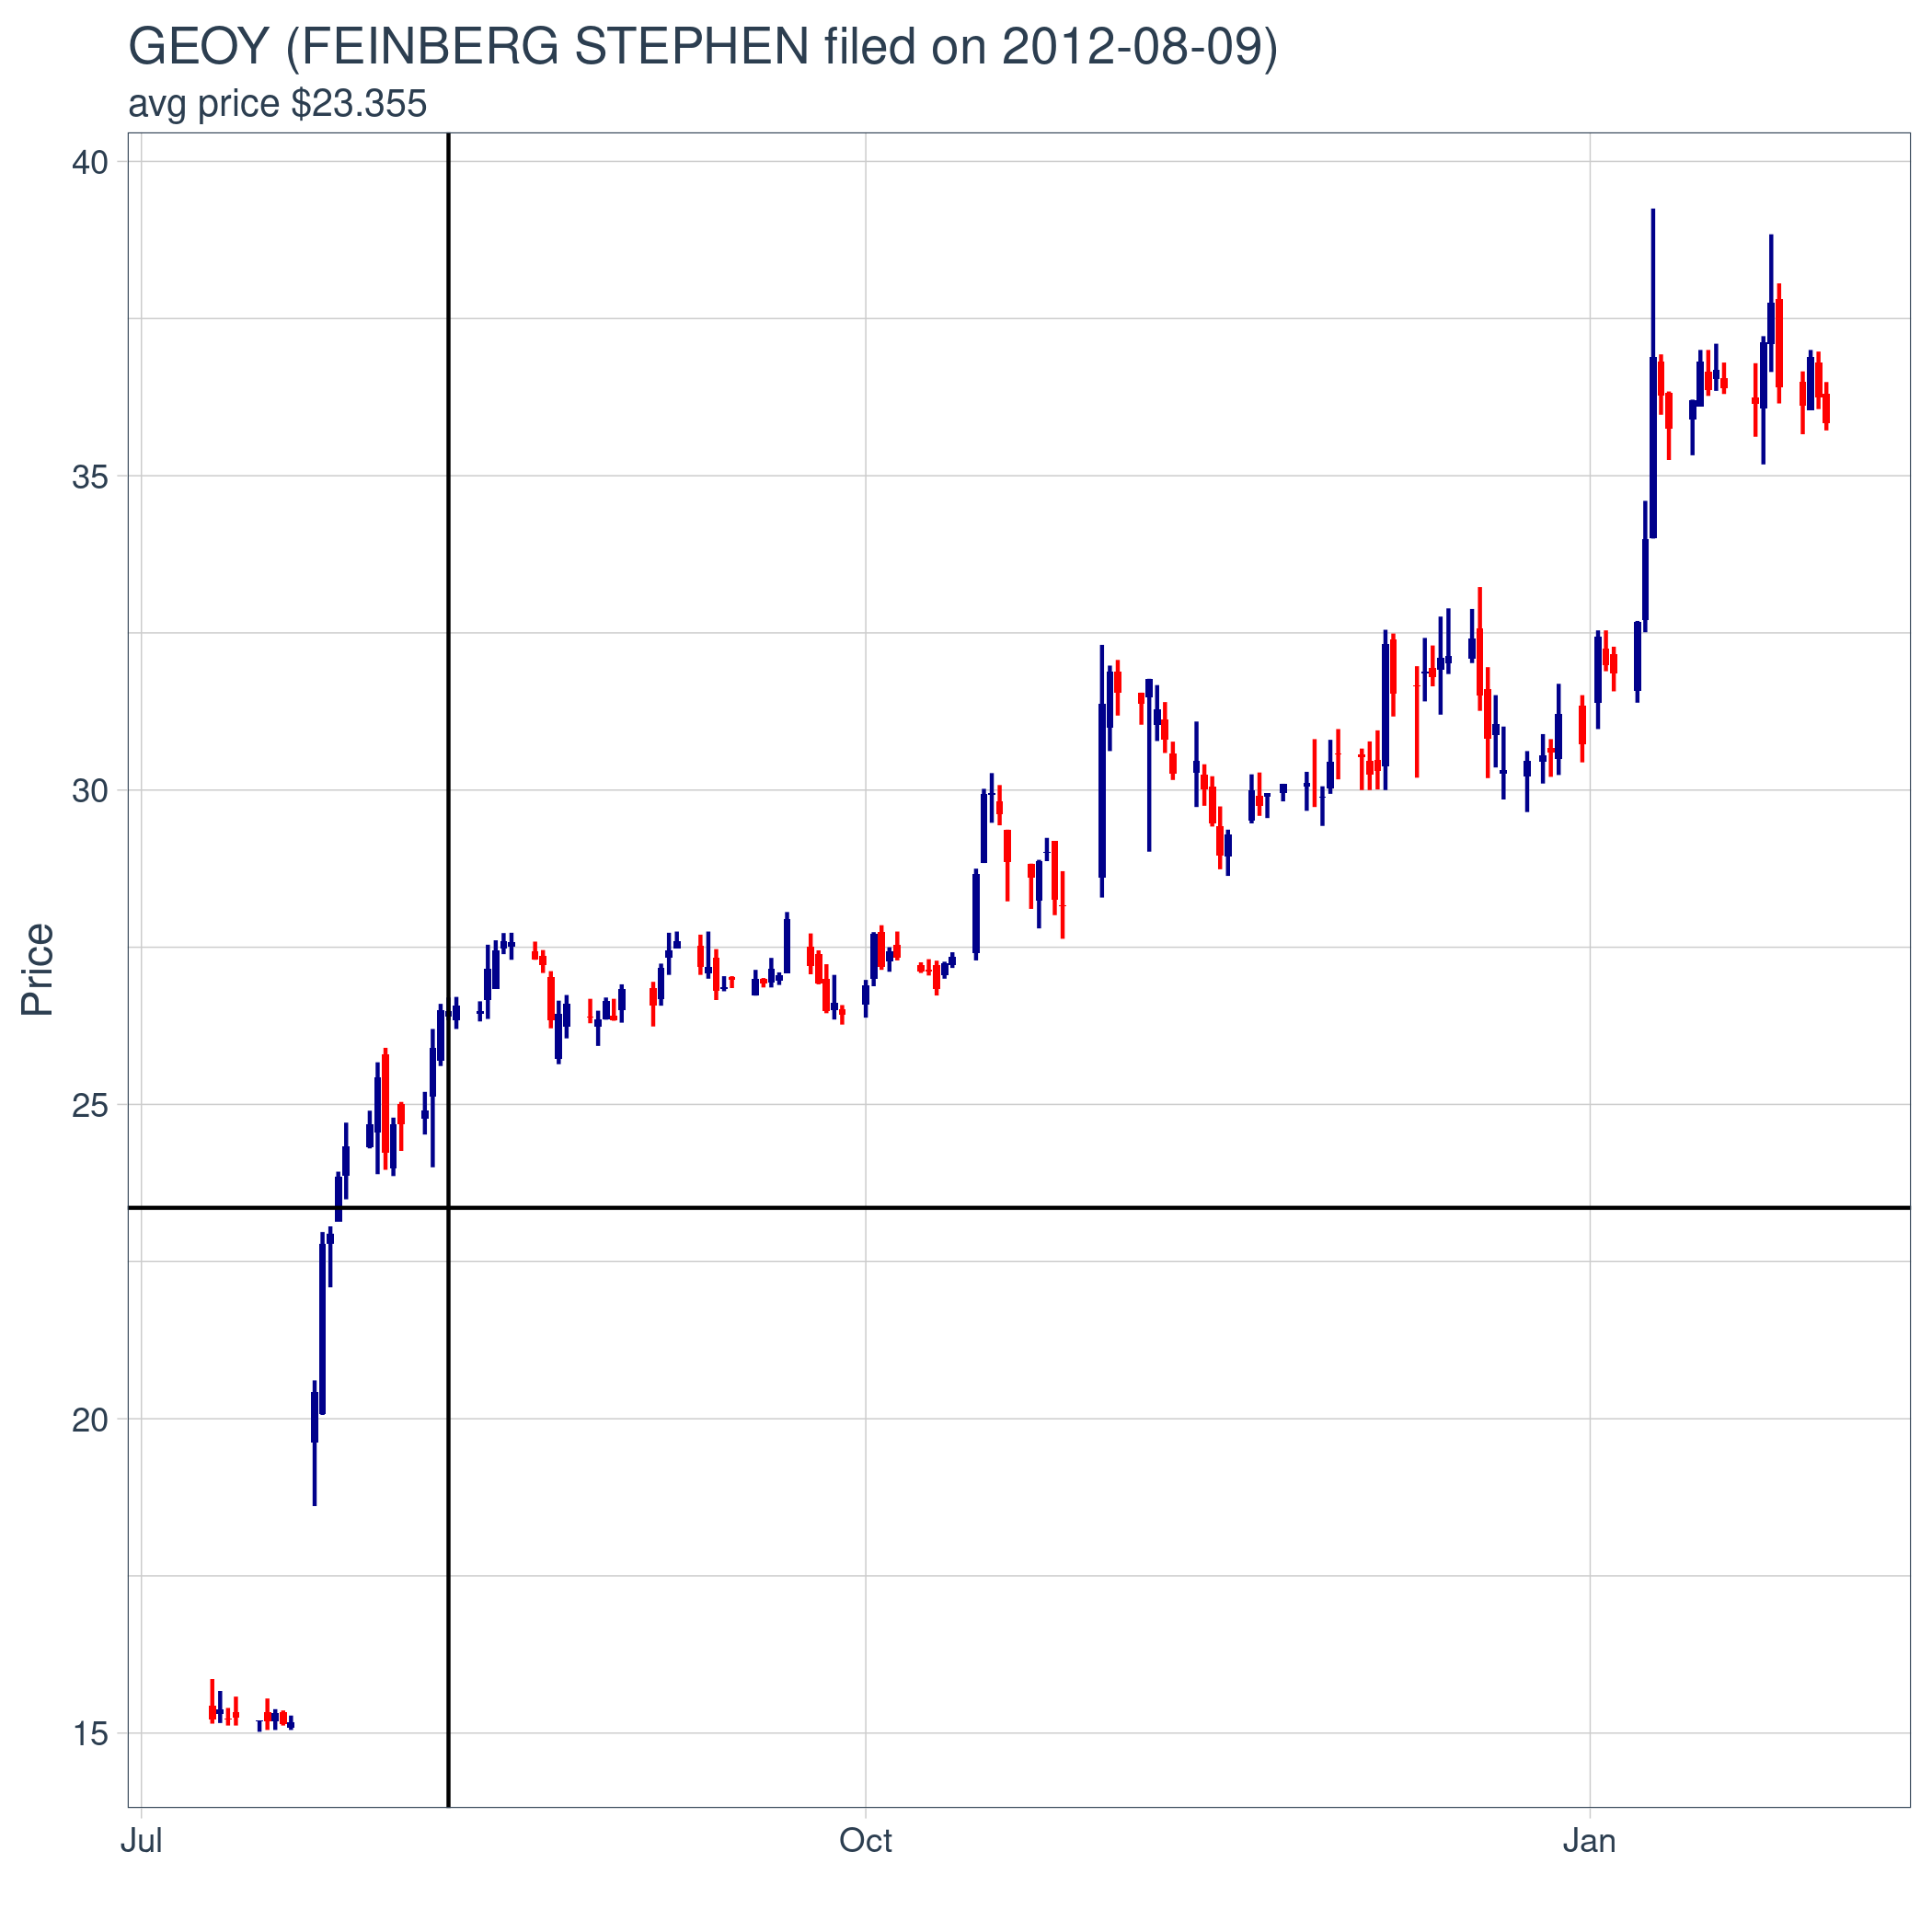 GEOY (FEINBERG STEPHEN filed on 2012-08-09)
avg price $23.355
40
35
30
25
20
15
Price
Jul
Oct
Jan